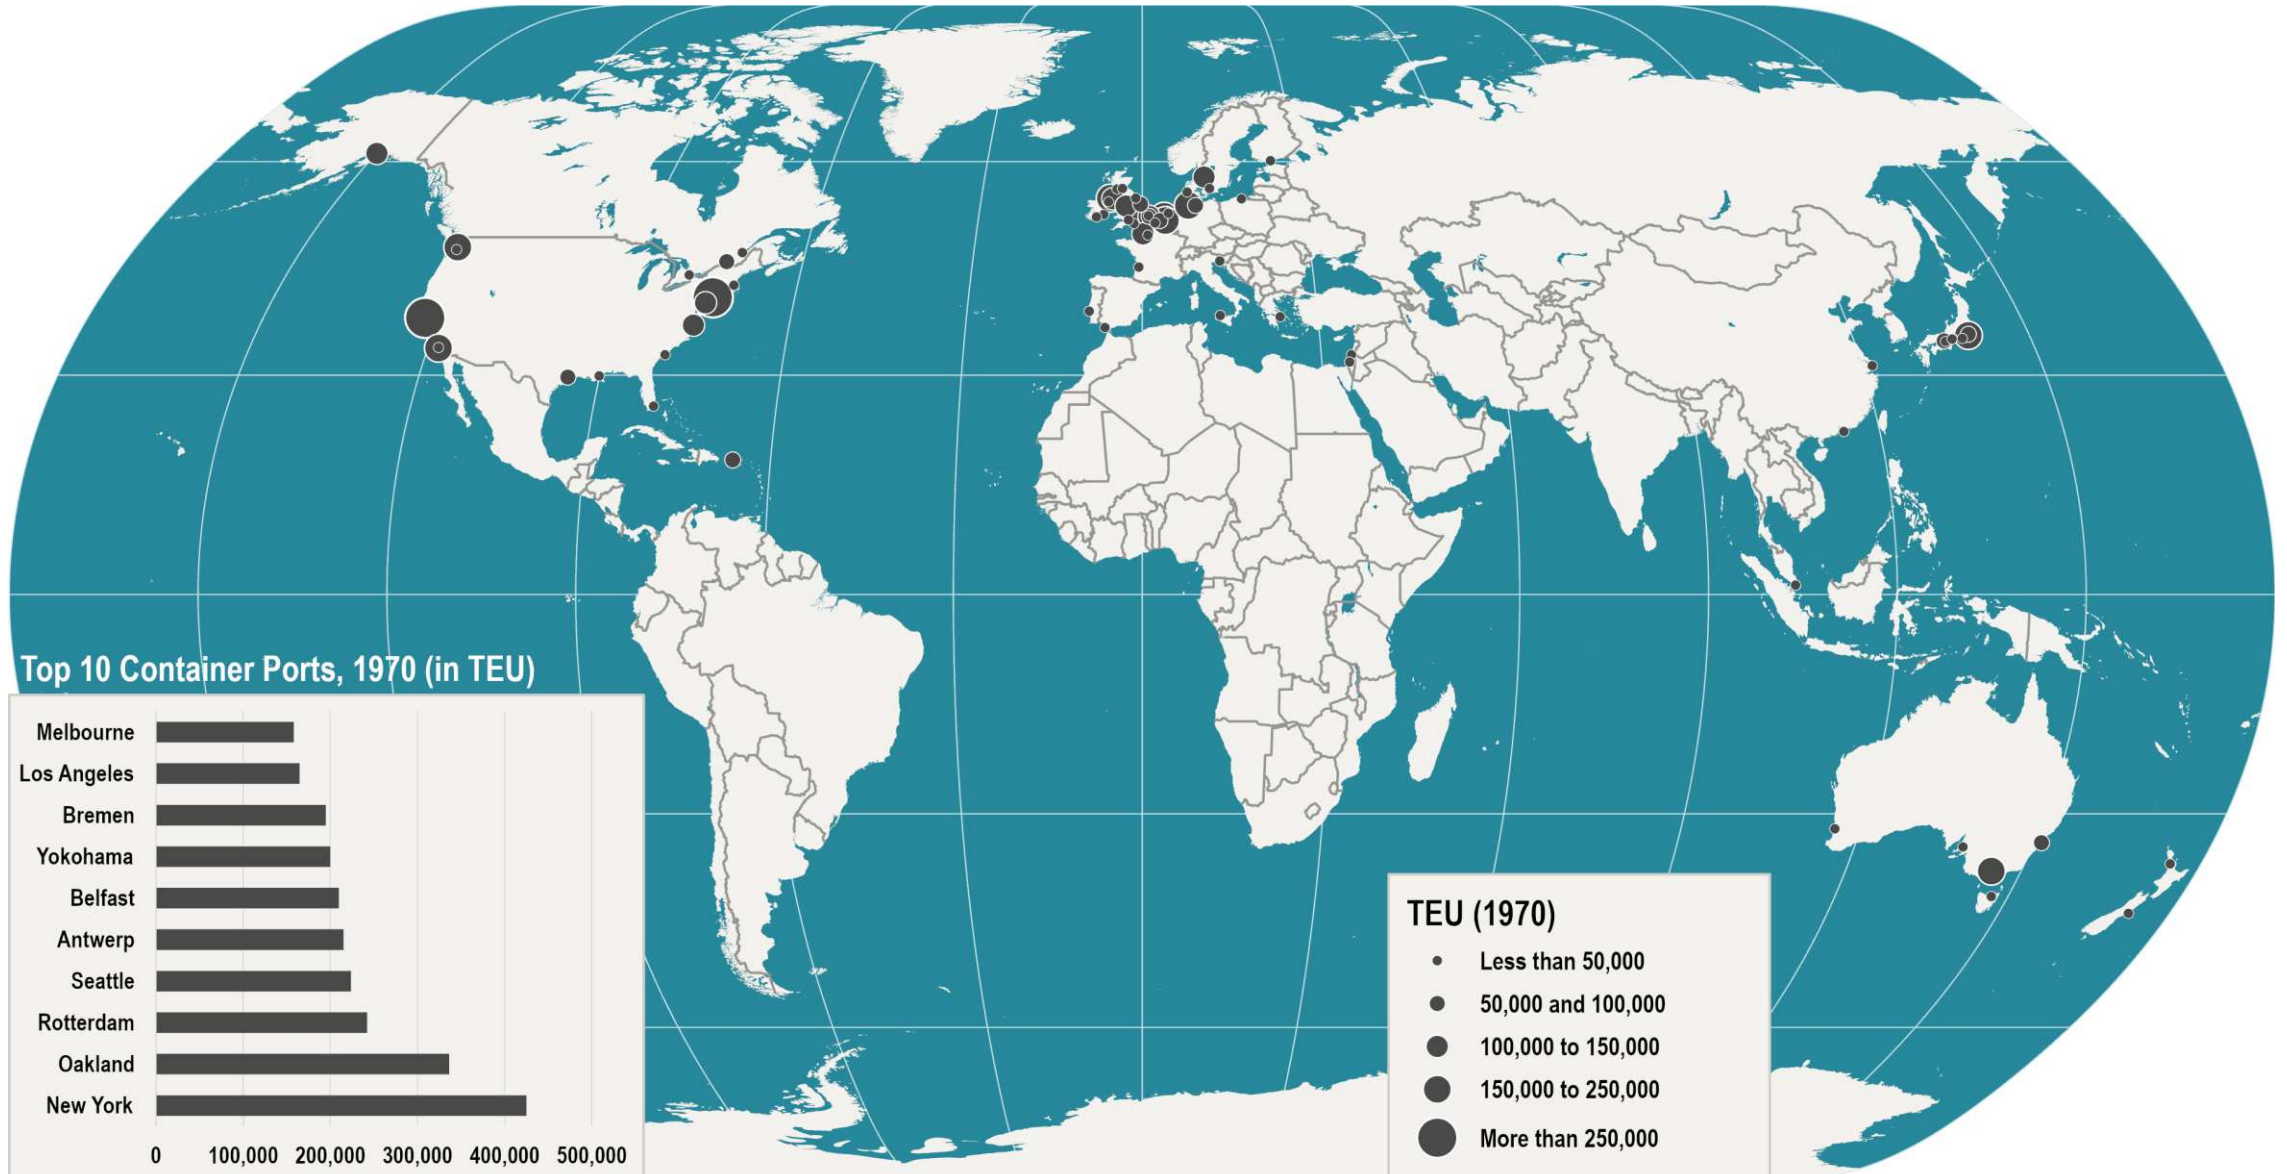 Top 10 Container Ports, 1970 (in TEU)
Melbourne
Los Angeles
Bremen
Yokohama
Belfast
Antwerp
Seattle
Rotterdam
Oakland
New York
0 100,000 200,000 300,000 400,000 500,000
TEU (1970)
Less than 50,000
50,000 and 100,000
100,000 to 150,000
150,000 to 250,000
More than 250,000